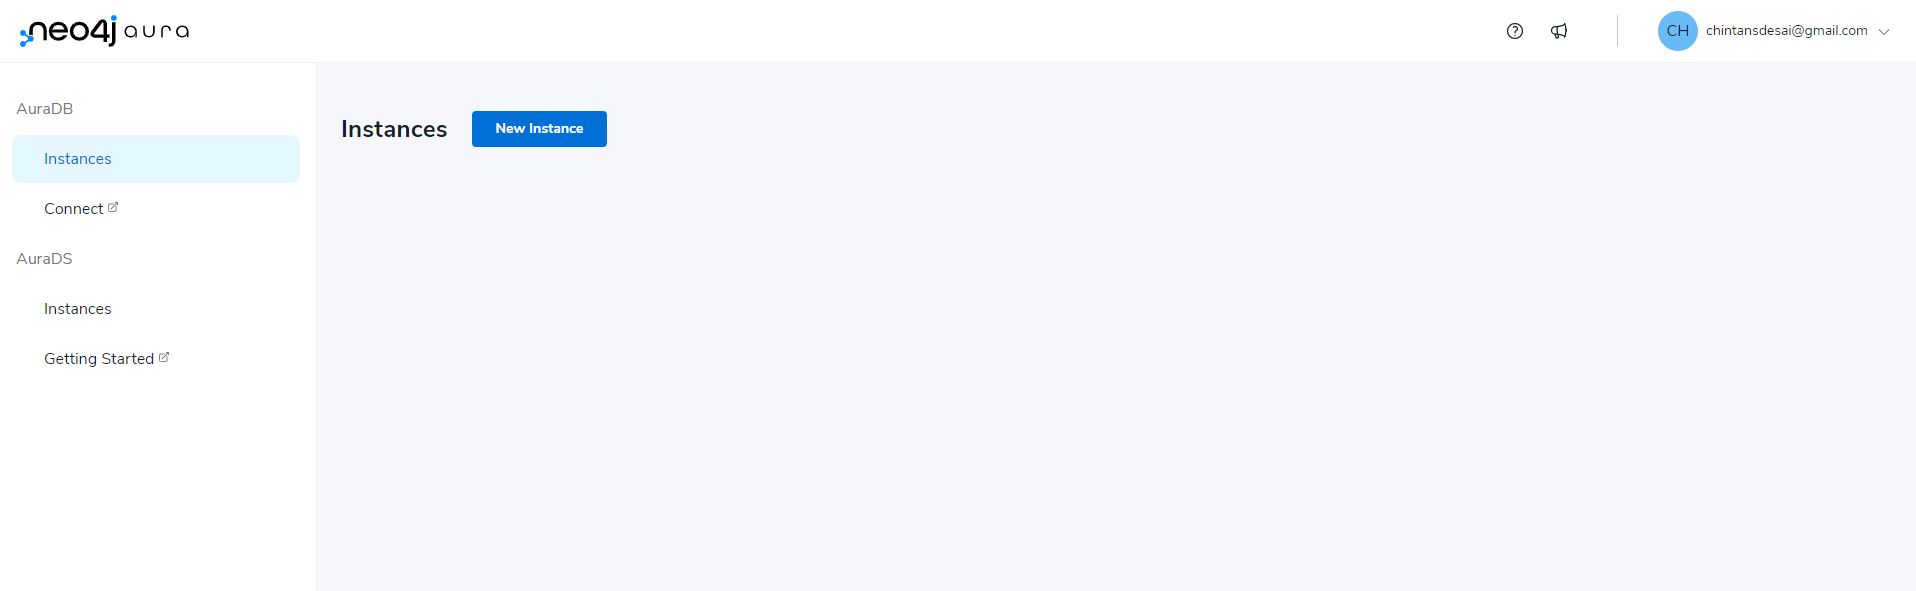 neo4j aura
CH chintansdesai@gmail.com
AuraDB
Instances
Connect
AuraDS
Instances
Getting Started
Instances New Instance